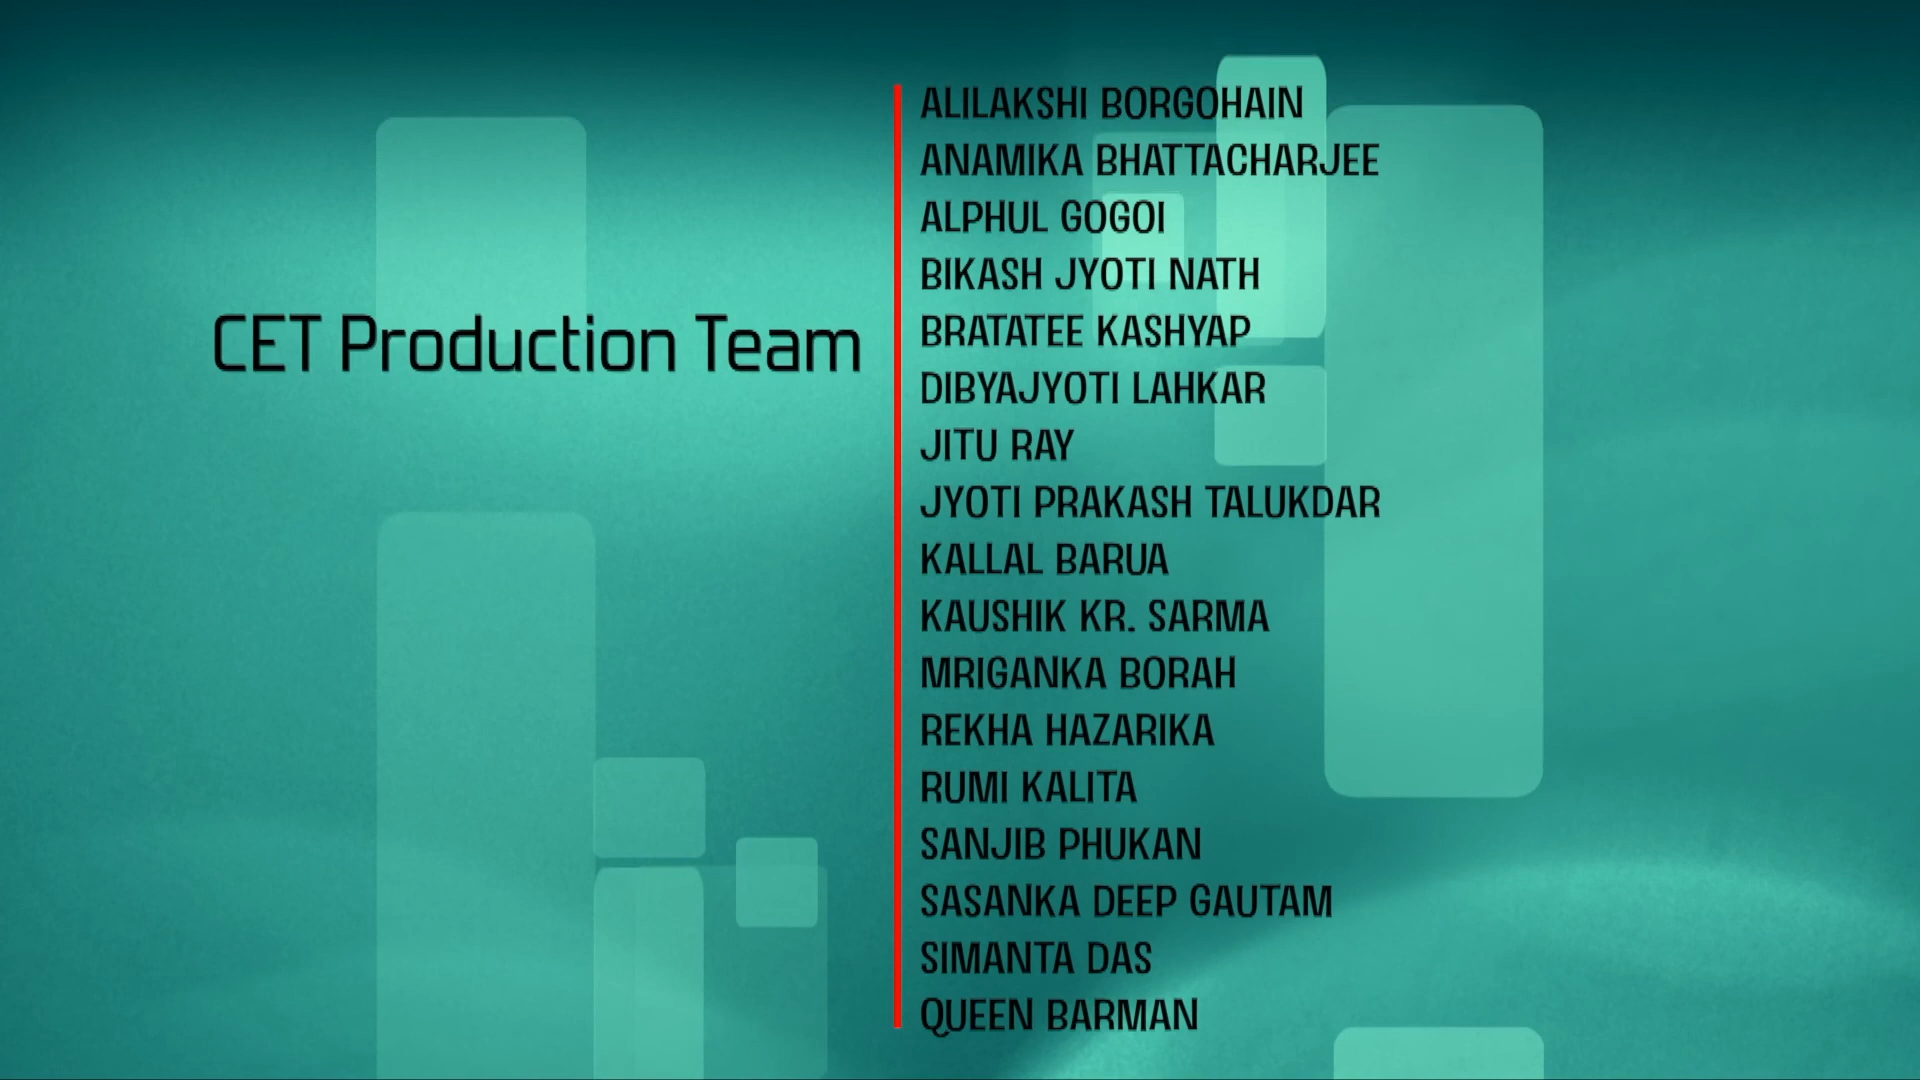 CET Production Team
ALILAKSHI BORGOHAIN
ANAMIKA BHATTACHARJEE
ALPHUL GOGOI
BIKASH JYOTI NATH
BRATATEE KASHYAP
DIBYAJYOTI LAHKAR
JITU RAY
JYOTI PRAKASH TALUKDAR
KALLAL BARUA
KAUSHIK KR. SARMA
MRIGANKA BORAH
REKHA HAZARIKA
RUMI KALITA
SANJIB PHUKAN
SASANKA DEEP GAUTAM
SIMANTA DAS
QUEEN BARMAN